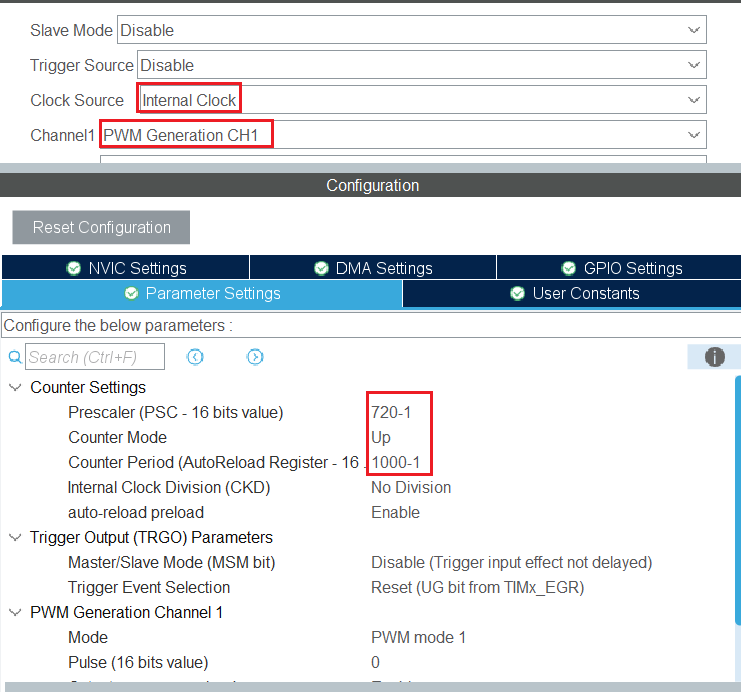 Slave Mode Disable
Trigger Source Disable
Clock Source Internal Clock
Channel1 PWM Generation CH1
Configuration
Reset Configuration
NVIC Settings DMA Settings GPIO Settings
Parameter Settings User Constants
Configure the below parameters :
Search (Ctrl+F)
Counter Settings
Prescaler (PSC - 16 bits value) 720-1
Counter Mode Up
Counter Period (AutoReload Register - 16 . 1000-1
Internal Clock Division (CKD) No Division
auto-reload preload Enable
Trigger Output (TRGO) Parameters
Master/Slave Mode (MSM bit) Disable (Trigger input effect not delayed)
Trigger Event Selection Reset (UG bit from TIMx_EGR)
PWM Generation Channel 1
Mode PWM mode 1
Pulse (16 bits value) 0